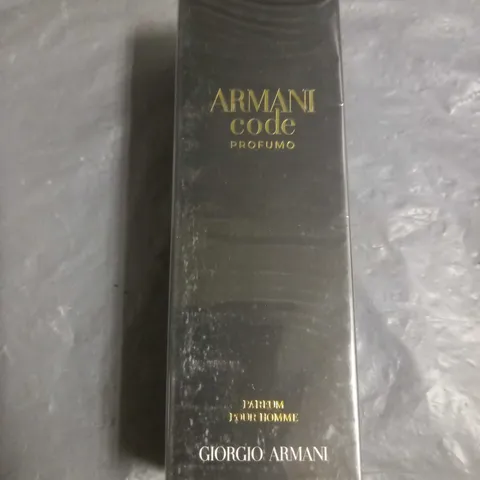 ARMANI
code
PROFUMO
PARFUM
POUR HOMME
GIORGIO ARMANI